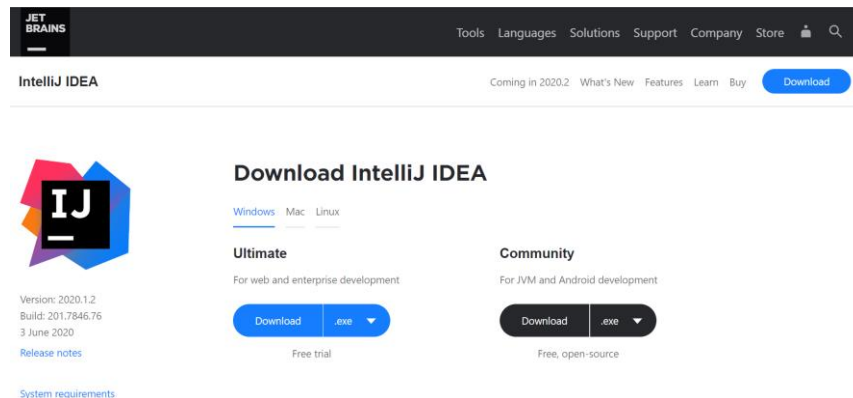 JET
BRAINS
Tools Languages Solutions Support Company Store
IntelliJ IDEA
Coming in 2020.2 What's New Features Learn Buy Download
IJ
Download IntelliJ IDEA
Windows Mac Linux
Ultimate Community
For web and enterprise development For JVM and Android development
Version: 2020.1.2
Build: 201.7846.76
3 June 2020
Release notes
Download .exe Download .exe
Free trial Free, open-source
System requirements